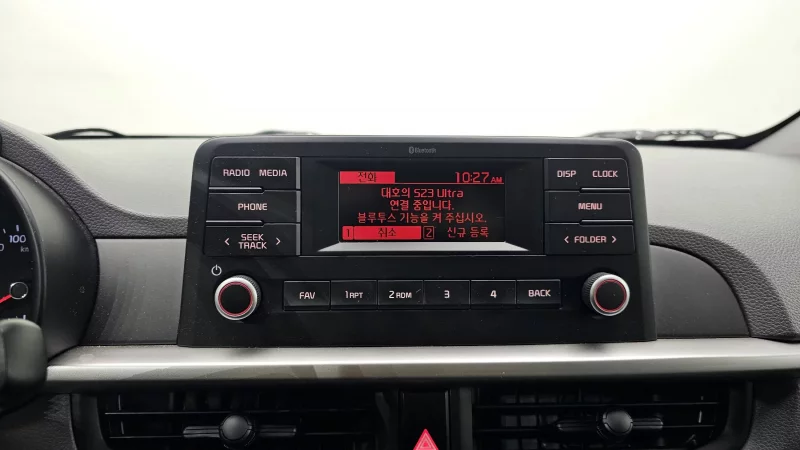 Bluetooth
RADIO MEDIA
전화 10:27 AM
DISP CLOCK
대호의 S23 Ultra
연결 중입니다.
블루투스 기능을 켜 주십시오.
PHONE
MENU
1 취소 2 신규 등록
< SEEK TRACK >
< FOLDER >
FAV
1 RPT
2 RDM
3
4
BACK
100
km